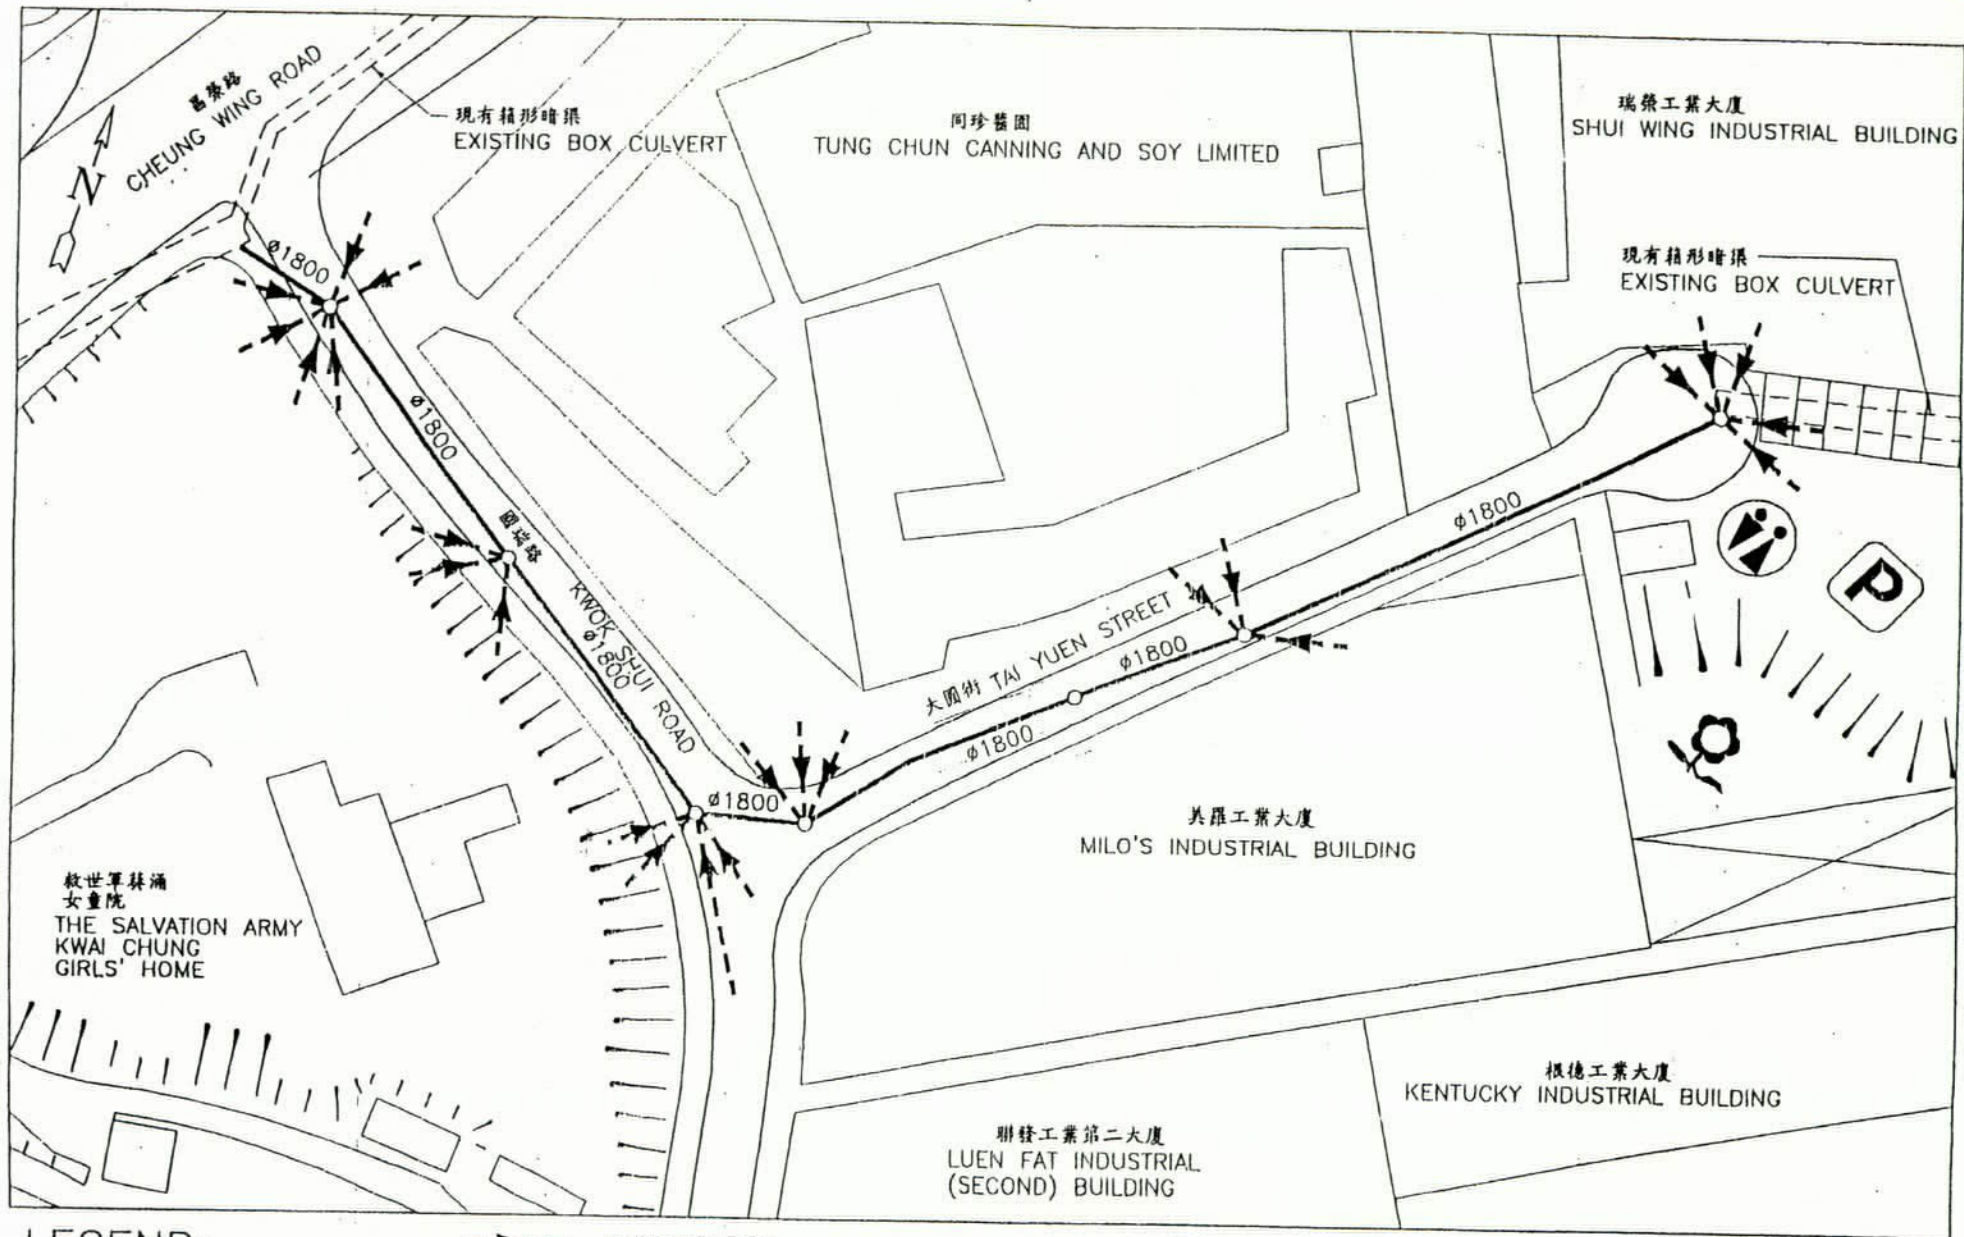 昌榮路
CHEUNG WING ROAD
N
現有箱形暗渠
EXISTING BOX CULVERT
同珍醬園
TUNG CHUN CANNING AND SOY LIMITED
瑞榮工業大廈
SHUI WING INDUSTRIAL BUILDING
現有箱形暗渠
EXISTING BOX CULVERT
ø1800
ø1800
國瑞路
KWOK SHUI ROAD
ø1800
ø1800
ø1800
ø1800
ø1800
大圓街 TAI YUEN STREET
P
美羅工業大廈
MILO'S INDUSTRIAL BUILDING
救世軍葵涌
女童院
THE SALVATION ARMY
KWAI CHUNG
GIRLS' HOME
根德工業大廈
KENTUCKY INDUSTRIAL BUILDING
聯發工業第二大廈
LUEN FAT INDUSTRIAL
(SECOND) BUILDING
LEGEND: